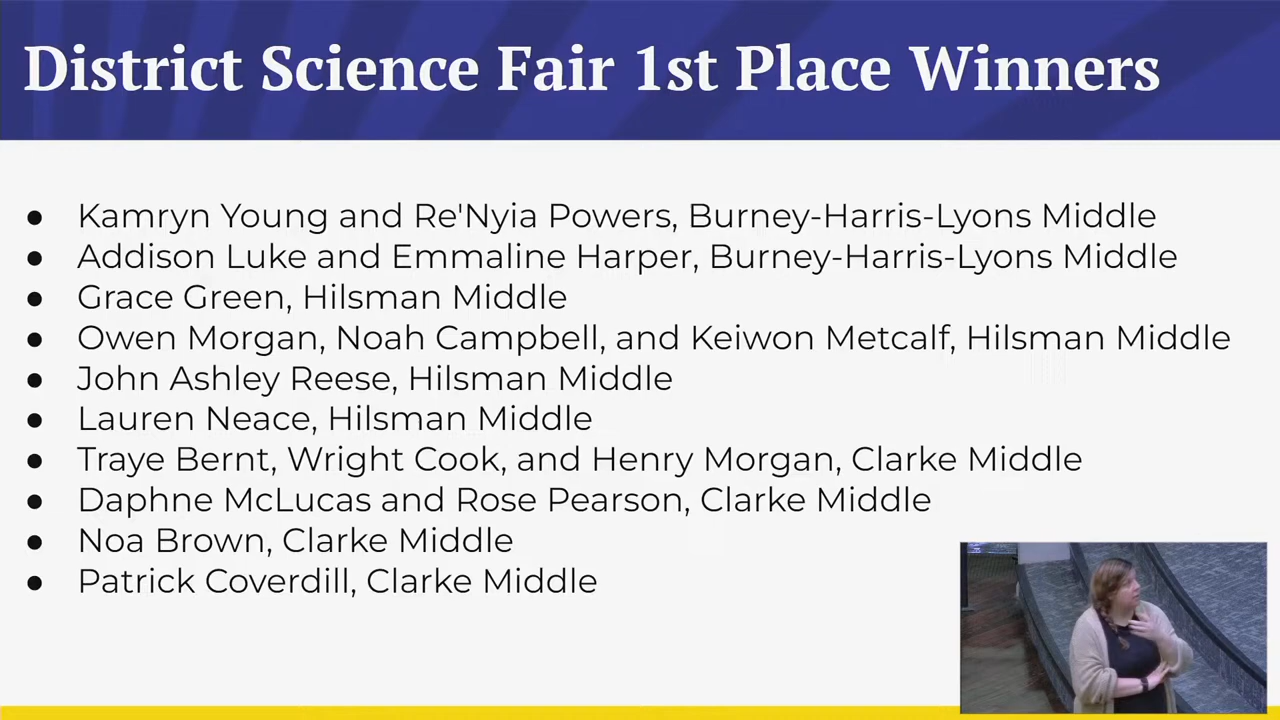 District Science Fair 1st Place Winners
● Kamryn Young and Re'Nyia Powers, Burney-Harris-Lyons Middle
● Addison Luke and Emmaline Harper, Burney-Harris-Lyons Middle
● Grace Green, Hilsman Middle
● Owen Morgan, Noah Campbell, and Keiwon Metcalf, Hilsman Middle
● John Ashley Reese, Hilsman Middle
● Lauren Neace, Hilsman Middle
● Traye Bernt, Wright Cook, and Henry Morgan, Clarke Middle
● Daphne McLucas and Rose Pearson, Clarke Middle
● Noa Brown, Clarke Middle
● Patrick Coverdill, Clarke Middle